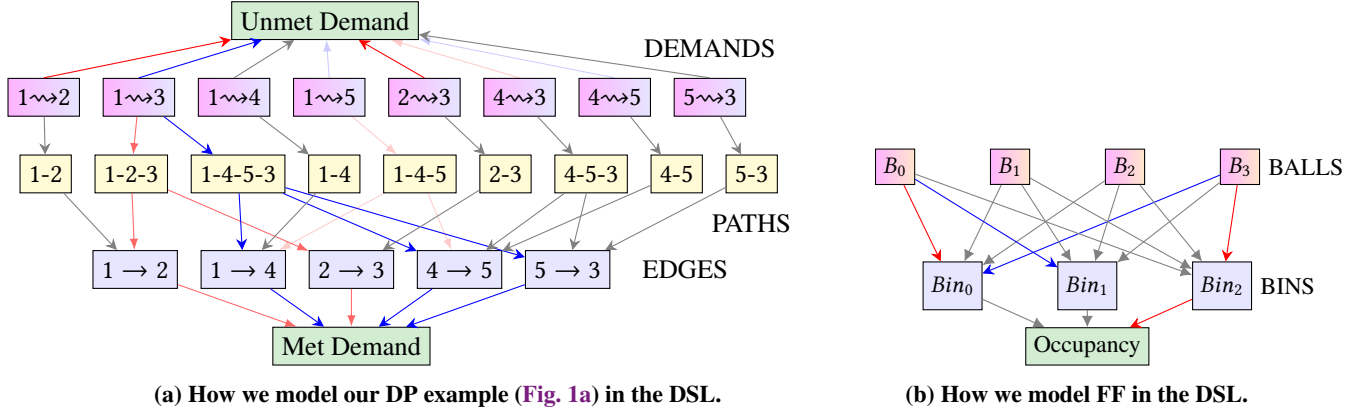 Unmet Demand
DEMANDS
1⇝2 1⇝3 1⇝4 1⇝5 2⇝3 4⇝3 4⇝5 5⇝3
1-2 1-2-3 1-4-5-3 1-4 1-4-5 2-3 4-5-3 4-5 5-3
PATHS
1 → 2 1 → 4 2 → 3 4 → 5 5 → 3 EDGES
Met Demand
(a) How we model our DP example (Fig. 1a) in the DSL.
B0 B1 B2 B3 BALLS
Bin0 Bin1 Bin2 BINS
Occupancy
(b) How we model FF in the DSL.